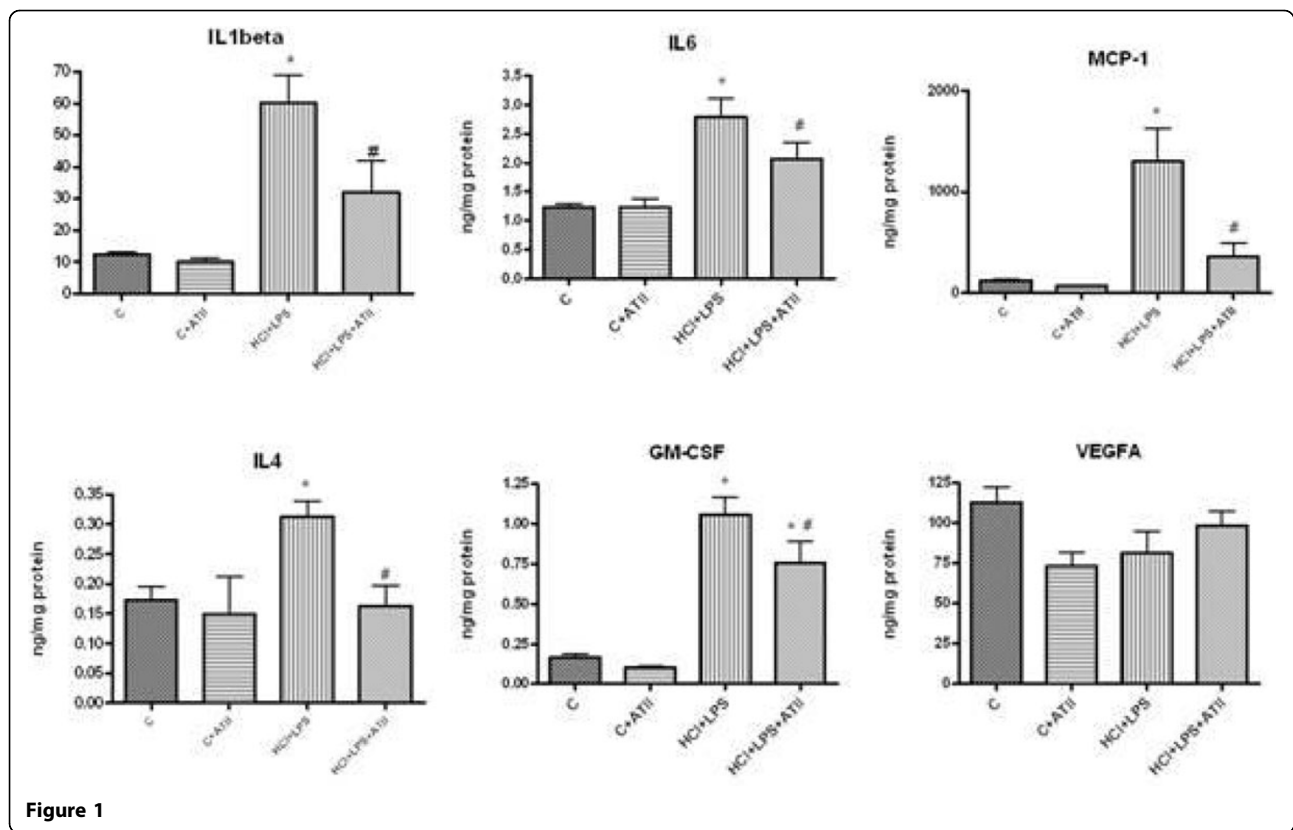 IL1beta
70
60
50
40
30
20
10
0
*
#
C
C+ATII
HCl+LPS
HCl+LPS+ATII
IL6
ng/mg protein
3.5
3.0
2.5
2.0
1.5
1.0
0.5
0.0
*
#
C
C+ATII
HCl+LPS
HCl+LPS+ATII
MCP-1
ng/mg protein
2000
1000
0
*
#
C
C+ATII
HCl+LPS
HCl+LPS+ATII
IL4
ng/mg protein
0.35
0.30
0.25
0.20
0.15
0.10
0.05
0.00
*
#
C
C+ATII
HCl+LPS
HCl+LPS+ATII
GM-CSF
ng/mg protein
1.25
1.00
0.75
0.50
0.25
0.00
*
* #
C
C+ATII
HCl+LPS
HCl+LPS+ATII
VEGFA
ng/mg protein
125
100
75
50
25
0
C
C+ATII
HCl+LPS
HCl+LPS+ATII
Figure 1